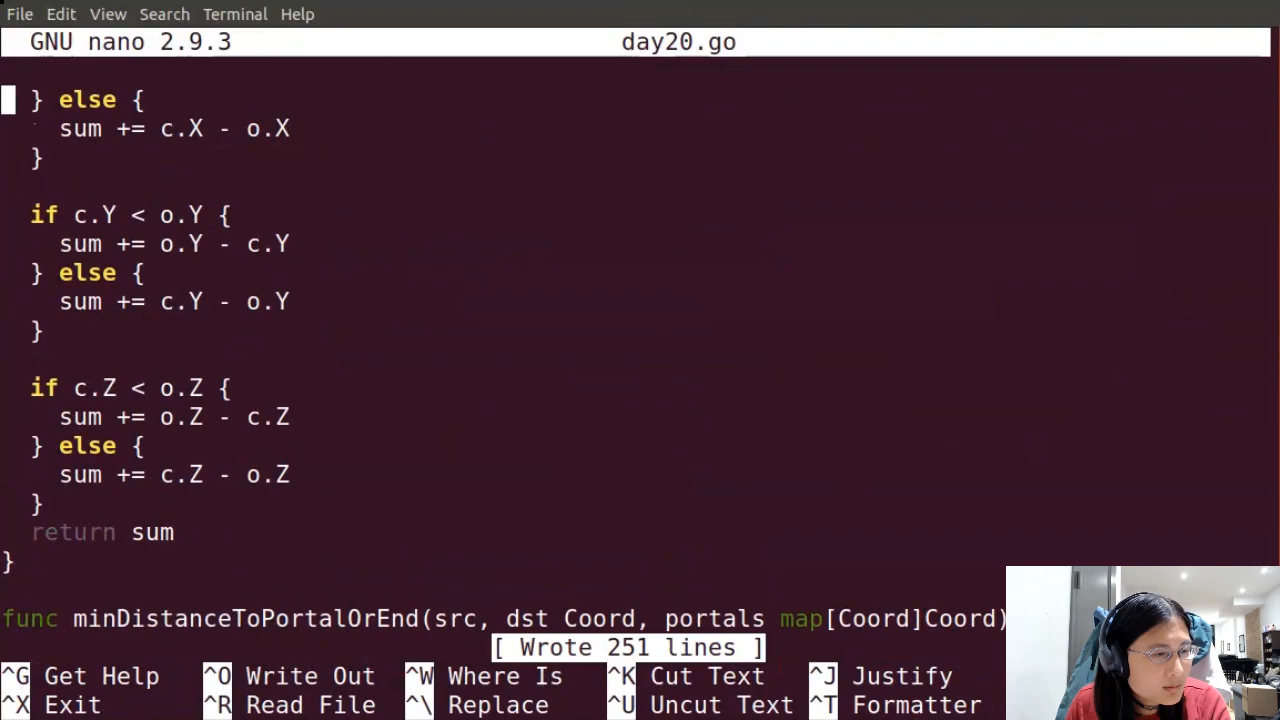 File Edit View Search Terminal Help
GNU nano 2.9.3 day20.go
} else {
sum += c.X - o.X
}
if c.Y < o.Y {
sum += o.Y - c.Y
} else {
sum += c.Y - o.Y
}
if c.Z < o.Z {
sum += o.Z - c.Z
} else {
sum += c.Z - o.Z
}
return sum
}
func minDistanceToPortalOrEnd(src, dst Coord, portals map[Coord]Coord)
[ Wrote 251 lines ]
^G Get Help ^O Write Out ^W Where Is ^K Cut Text ^J Justify
^X Exit ^R Read File ^\ Replace ^U Uncut Text ^T Formatter